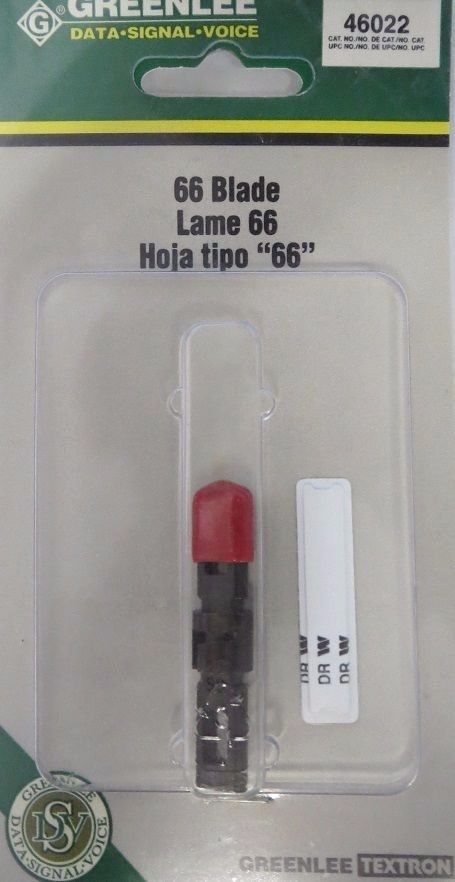 G
GREENLEE
DATA•SIGNAL•VOICE
46022
CAT. NO./NO. DE CAT./NO. CAT.
UPC NO./NO. DE UPC/NO. UPC
66 Blade
Lame 66
Hoja tipo “66”
DR W
DR W
DR W
GREENLEE
DSV
DATA•SIGNAL•VOICE
GREENLEE TEXTRON